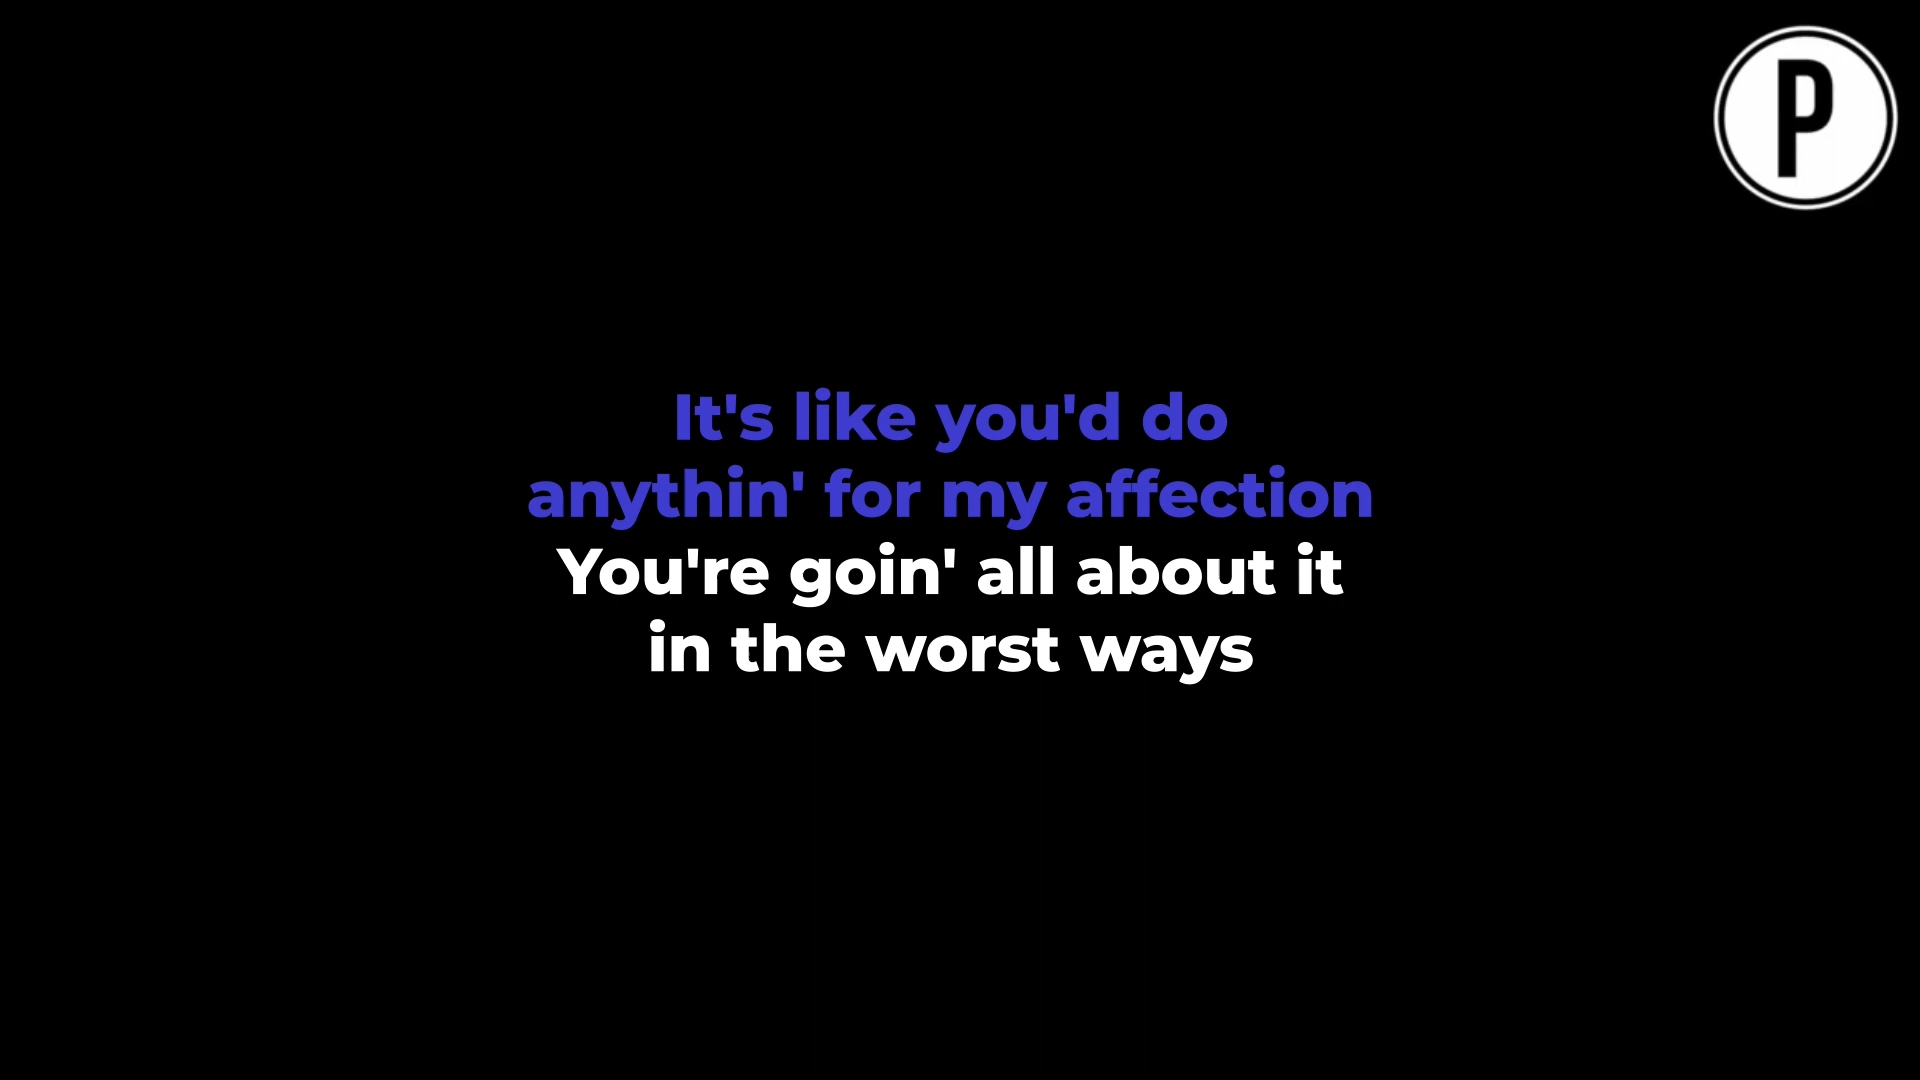 P
It's like you'd do
anythin' for my affection
You're goin' all about it
in the worst ways